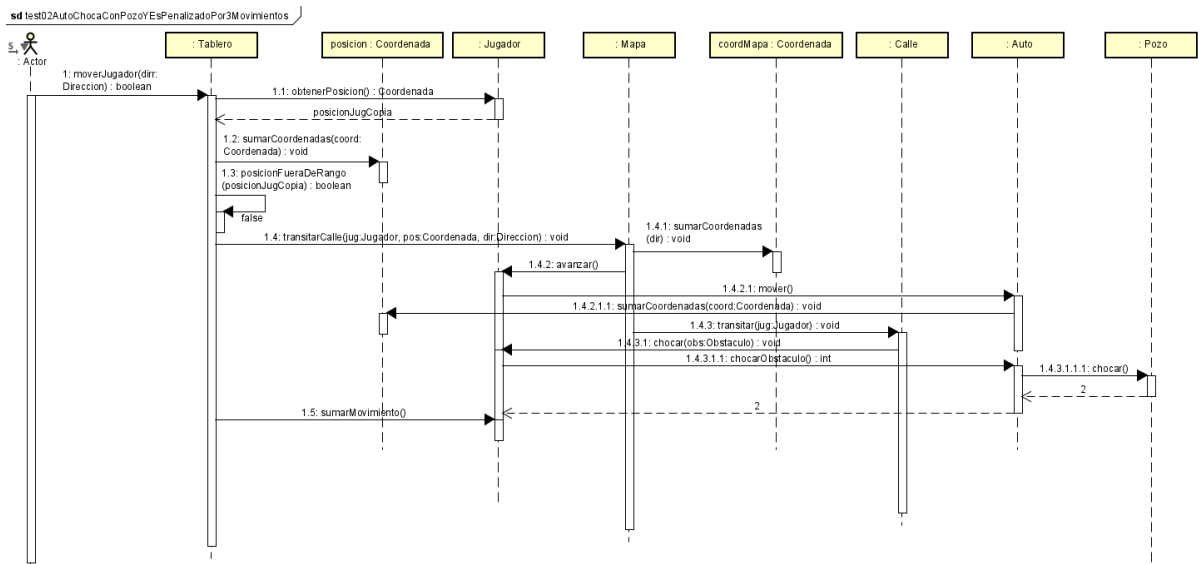 sd test02AutoChocaConPozoYEsPenalizadoPor3Movimientos
S
: Actor
: Tablero
posicion : Coordenada
: Jugador
: Mapa
coordMapa : Coordenada
: Calle
: Auto
: Pozo
1: moverJugador(dirr:
Direccion) : boolean
1.1: obtenerPosicion() : Coordenada
posicionJugCopia
1.2: sumarCoordenadas(coord:
Coordenada) : void
1.3: posicionFueraDeRango
(posicionJugCopia) : boolean
false
1.4: transitarCalle(jug:Jugador, pos:Coordenada, dir:Direccion) : void
1.4.1: sumarCoordenadas
(dir) : void
1.4.2: avanzar()
1.4.2.1: mover()
1.4.2.1.1: sumarCoordenadas(coord:Coordenada) : void
1.4.3: transitar(jug:Jugador) : void
1.4.3.1: chocar(obs:Obstaculo) : void
1.4.3.1.1: chocarObstaculo() : int
1.4.3.1.1.1: chocar()
2
2
1.5: sumarMovimiento()